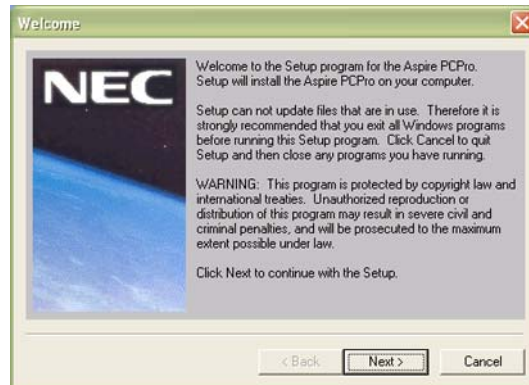 Welcome
NEC
Welcome to the Setup program for the Aspire PCPro.
Setup will install the Aspire PCPro on your computer.
Setup can not update files that are in use. Therefore it is
strongly recommended that you exit all Windows programs
before running this Setup program. Click Cancel to quit
Setup and then close any programs you have running.
WARNING: This program is protected by copyright law and
international treaties. Unauthorized reproduction or
distribution of this program may result in severe civil and
criminal penalties, and will be prosecuted to the maximum
extent possible under law.
Click Next to continue with the Setup.
< Back Next > Cancel